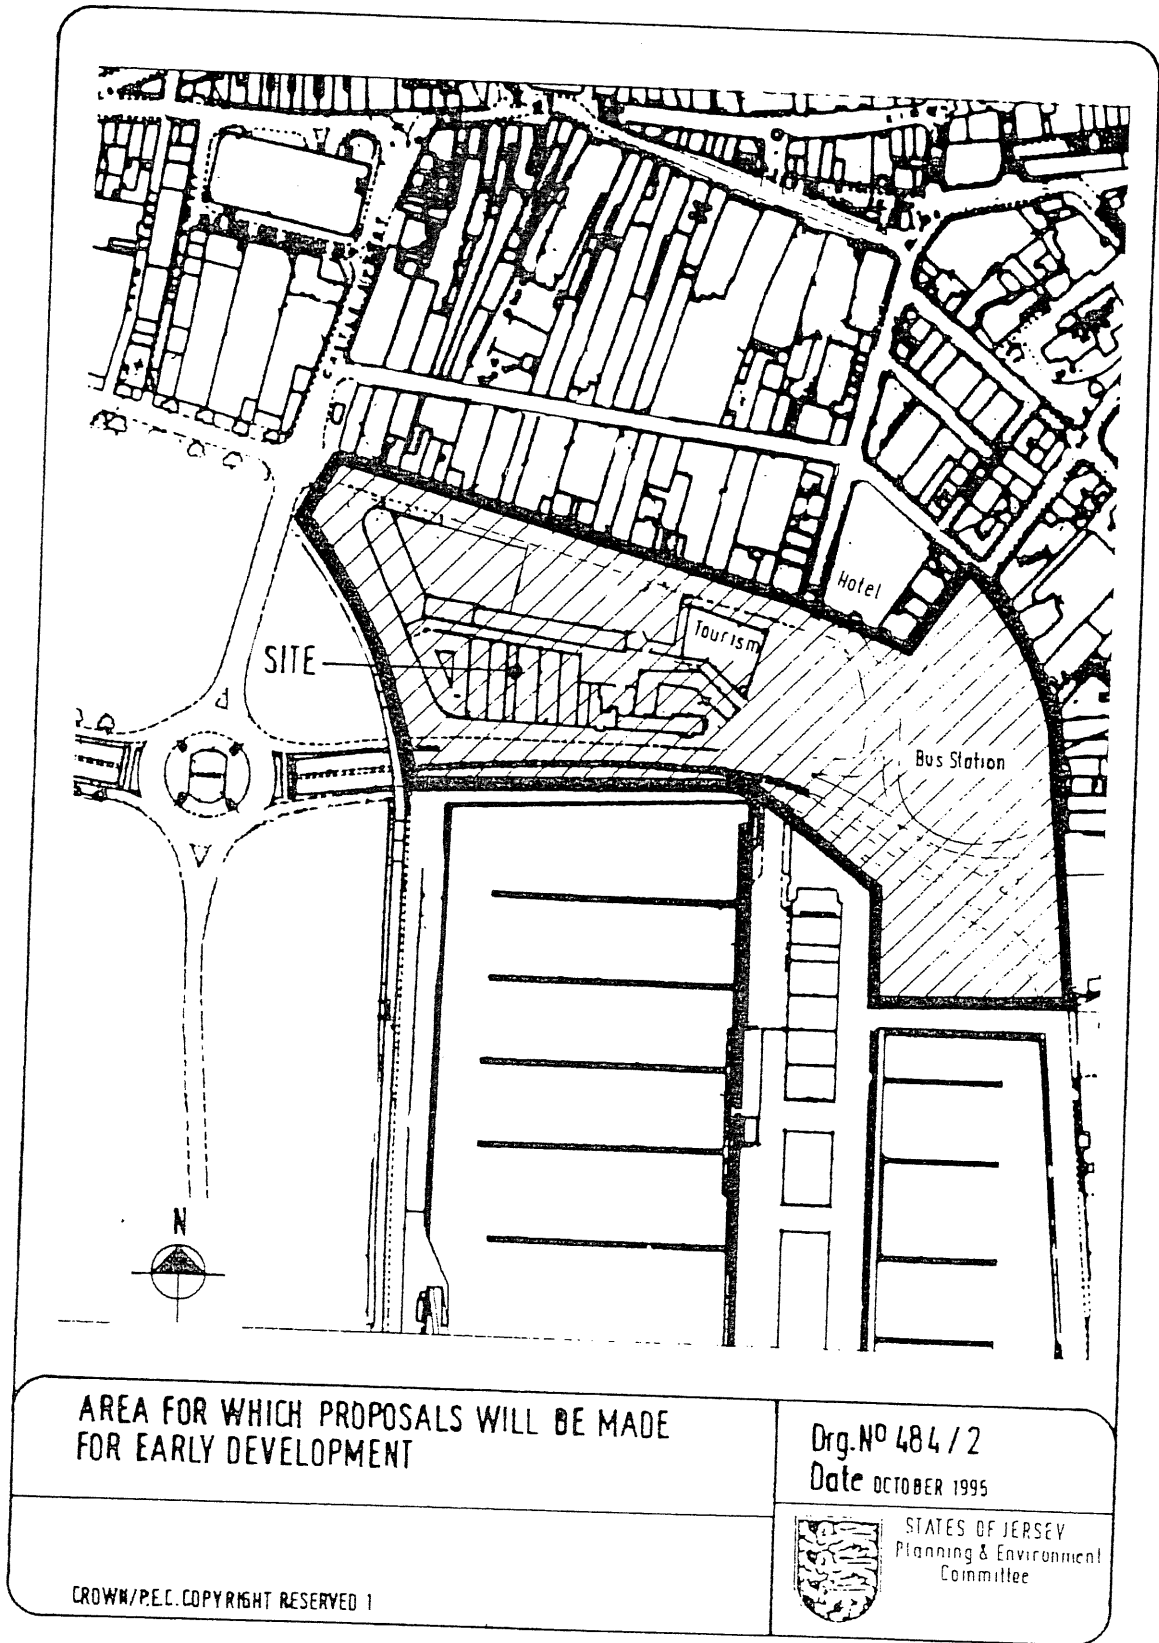 Hotel
Tourism
SITE
Bus Station
N
AREA FOR WHICH PROPOSALS WILL BE MADE
FOR EARLY DEVELOPMENT
Drg.Nº 484/2
Date OCTOBER 1995
STATES OF JERSEY
Planning & Environment
Committee
CROWN/P.E.C. COPYRIGHT RESERVED 1